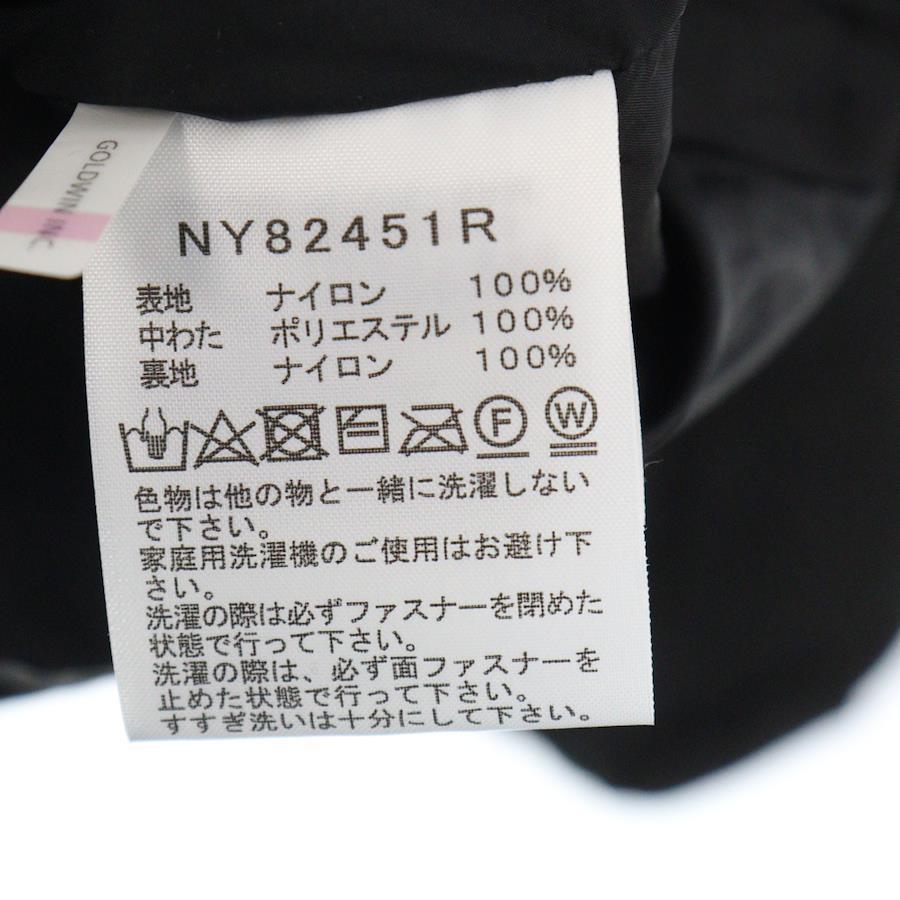 GOLDWIN INC
NY82451R
表地 ナイロン 100%
中わた ポリエステル 100%
裏地 ナイロン 100%
F W
色物は他の物と一緒に洗濯しない
で下さい。
家庭用洗濯機のご使用はお避け下
さい。
洗濯の際は必ずファスナーを閉めた
状態で行って下さい。
洗濯の際は、必ず面ファスナーを
止めた状態で行って下さい。
すすぎ洗いは十分にして下さい。